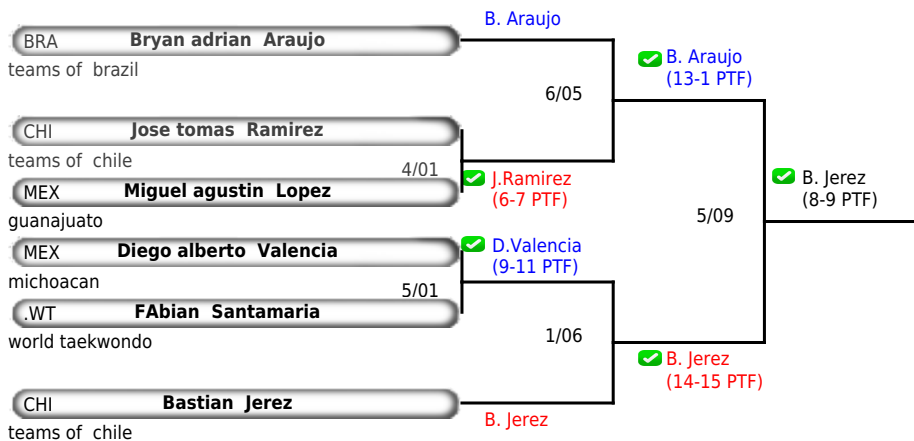 BRA Bryan adrian Araujo
teams of brazil
B. Araujo
6/05
B. Araujo
(13-1 PTF)
CHI Jose tomas Ramirez
teams of chile
4/01
MEX Miguel agustin Lopez
guanajuato
J.Ramirez
(6-7 PTF)
5/09
B. Jerez
(8-9 PTF)
MEX Diego alberto Valencia
michoacan
5/01
.WT FAbian Santamaria
world taekwondo
D.Valencia
(9-11 PTF)
1/06
B. Jerez
(14-15 PTF)
CHI Bastian Jerez
teams of chile
B. Jerez